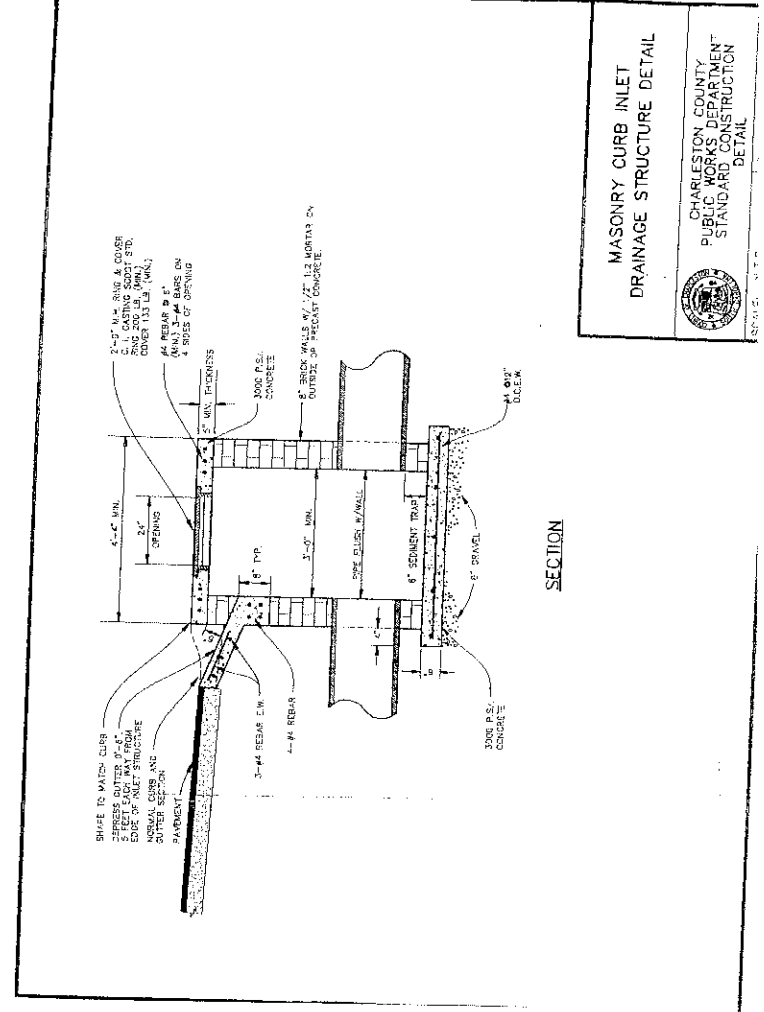 SHAPE TO MATCH CURB
DEPRESS GUTTER 0"-6"
5 FEET EACH WAY FROM
EDGE OF INLET STRUCTURE
NORMAL CURB AND
GUTTER SECTION
PAVEMENT
3-#4 REBAR E.W.
4-#4 REBAR
3000 P.S.I.
CONCRETE
4'-4" MIN.
24"
OPENING
8" TYP.
3'-0" MIN.
PIPE FLUSH W/WALL
6" SEDIMENT TRAP
4"
8" GRAVEL
2'-0" M.H. RING & COVER
C.I. CASTING SCDOT STD.
RING 200 LB. (MIN.)
COVER 133 LB. (MIN.)
#4 REBAR @ 6"
(MIN.) 3-#4 BARS ON
4 SIDES OF OPENING
MIN. THICKNESS
3000 P.S.I.
CONCRETE
8" BRICK WALLS W/ 1/2" 1:2 MORTAR ON
OUTSIDE OR PRECAST CONCRETE.
#4 @12"
O.C.E.W.
SECTION
MASONRY CURB INLET
DRAINAGE STRUCTURE DETAIL
CHARLESTON COUNTY
PUBLIC WORKS DEPARTMENT
STANDARD CONSTRUCTION
DETAIL